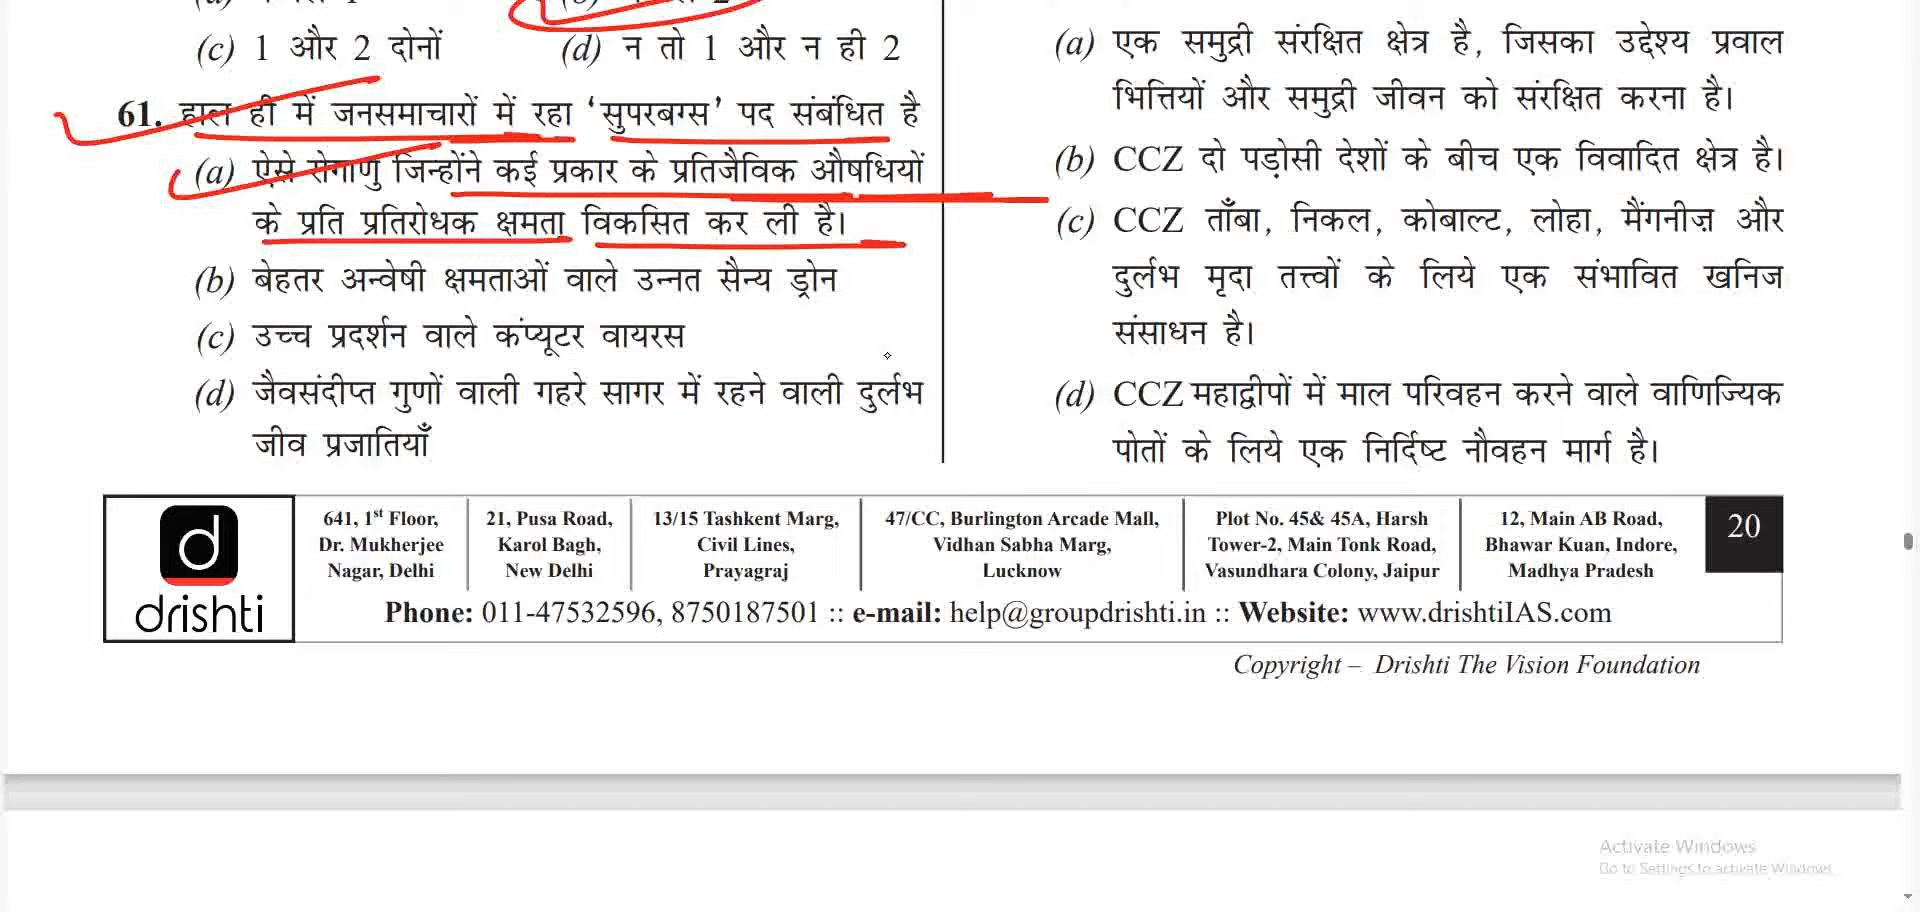 (c) 1 और 2 दोनों (d) न तो 1 और न ही 2
61. हाल ही में जनसमाचारों में रहा ‘सुपरबग्स’ पद संबंधित है
(a) ऐसे रोगाणु जिन्होंने कई प्रकार के प्रतिजैविक औषधियों
के प्रति प्रतिरोधक क्षमता विकसित कर ली है।
(b) बेहतर अन्वेषी क्षमताओं वाले उन्नत सैन्य ड्रोन
(c) उच्च प्रदर्शन वाले कंप्यूटर वायरस
(d) जैवसंदीप्त गुणों वाली गहरे सागर में रहने वाली दुर्लभ
जीव प्रजातियाँ
(a) एक समुद्री संरक्षित क्षेत्र है, जिसका उद्देश्य प्रवाल
भित्तियों और समुद्री जीवन को संरक्षित करना है।
(b) CCZ दो पड़ोसी देशों के बीच एक विवादित क्षेत्र है।
(c) CCZ ताँबा, निकल, कोबाल्ट, लोहा, मैंगनीज़ और
दुर्लभ मृदा तत्त्वों के लिये एक संभावित खनिज
संसाधन है।
(d) CCZ महाद्वीपों में माल परिवहन करने वाले वाणिज्यिक
पोतों के लिये एक निर्दिष्ट नौवहन मार्ग है।
d
drishti
641, 1st Floor,
Dr. Mukherjee
Nagar, Delhi
21, Pusa Road,
Karol Bagh,
New Delhi
13/15 Tashkent Marg,
Civil Lines,
Prayagraj
47/CC, Burlington Arcade Mall,
Vidhan Sabha Marg,
Lucknow
Plot No. 45& 45A, Harsh
Tower-2, Main Tonk Road,
Vasundhara Colony, Jaipur
12, Main AB Road,
Bhawar Kuan, Indore,
Madhya Pradesh
20
Phone: 011-47532596, 8750187501 :: e-mail: help@groupdrishti.in :: Website: www.drishtiIAS.com
Copyright – Drishti The Vision Foundation
Activate Windows
Go to Settings to activate Windows.